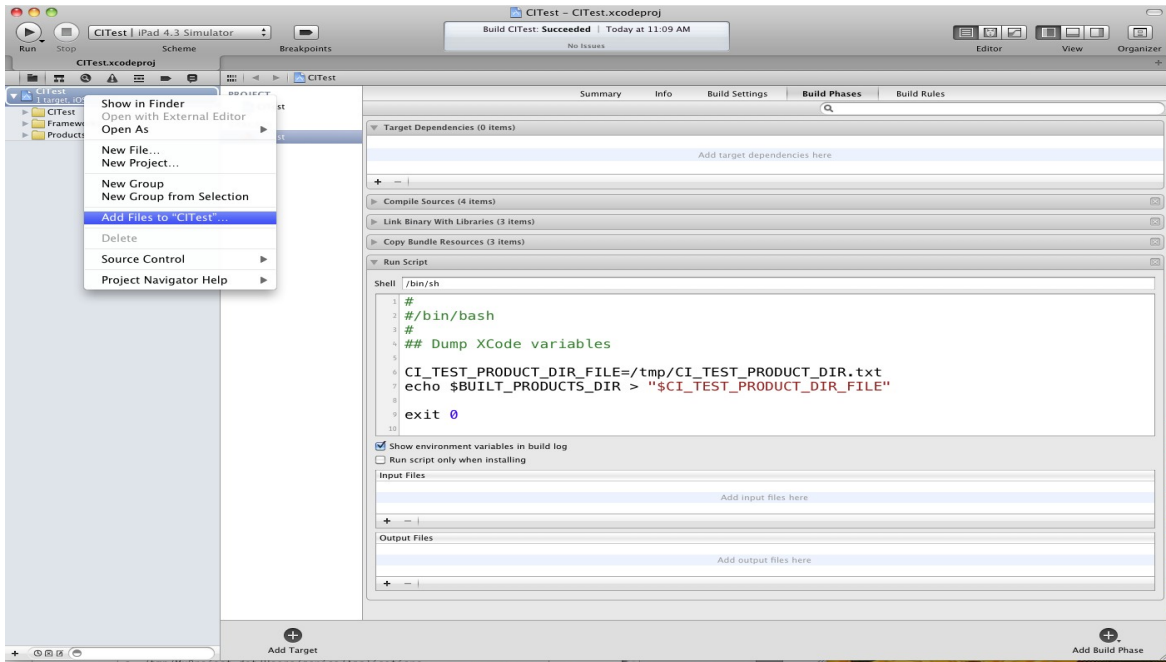 CITest – CITest.xcodeproj
Run
Stop
CITest | iPad 4.3 Simulator
Scheme
Breakpoints
Build CITest: Succeeded | Today at 11:09 AM
No Issues
Editor
View
Organizer
CITest.xcodeproj
CITest
CITest
1 target, iOS
CITest
Framew
Products
Show in Finder
Open with External Editor
Open As
New File...
New Project...
New Group
New Group from Selection
Add Files to “CITest”...
Delete
Source Control
Project Navigator Help
PROJECT
Summary
Info
Build Settings
Build Phases
Build Rules
Target Dependencies (0 items)
Add target dependencies here
Compile Sources (4 items)
Link Binary With Libraries (3 items)
Copy Bundle Resources (3 items)
Run Script
Shell /bin/sh
1 #
2 #/bin/bash
3 #
4 ## Dump XCode variables
5
6 CI_TEST_PRODUCT_DIR_FILE=/tmp/CI_TEST_PRODUCT_DIR.txt
7 echo $BUILT_PRODUCTS_DIR > "$CI_TEST_PRODUCT_DIR_FILE"
8
9 exit 0
10
Show environment variables in build log
Run script only when installing
Input Files
Add input files here
Output Files
Add output files here
Add Target
Add Build Phase